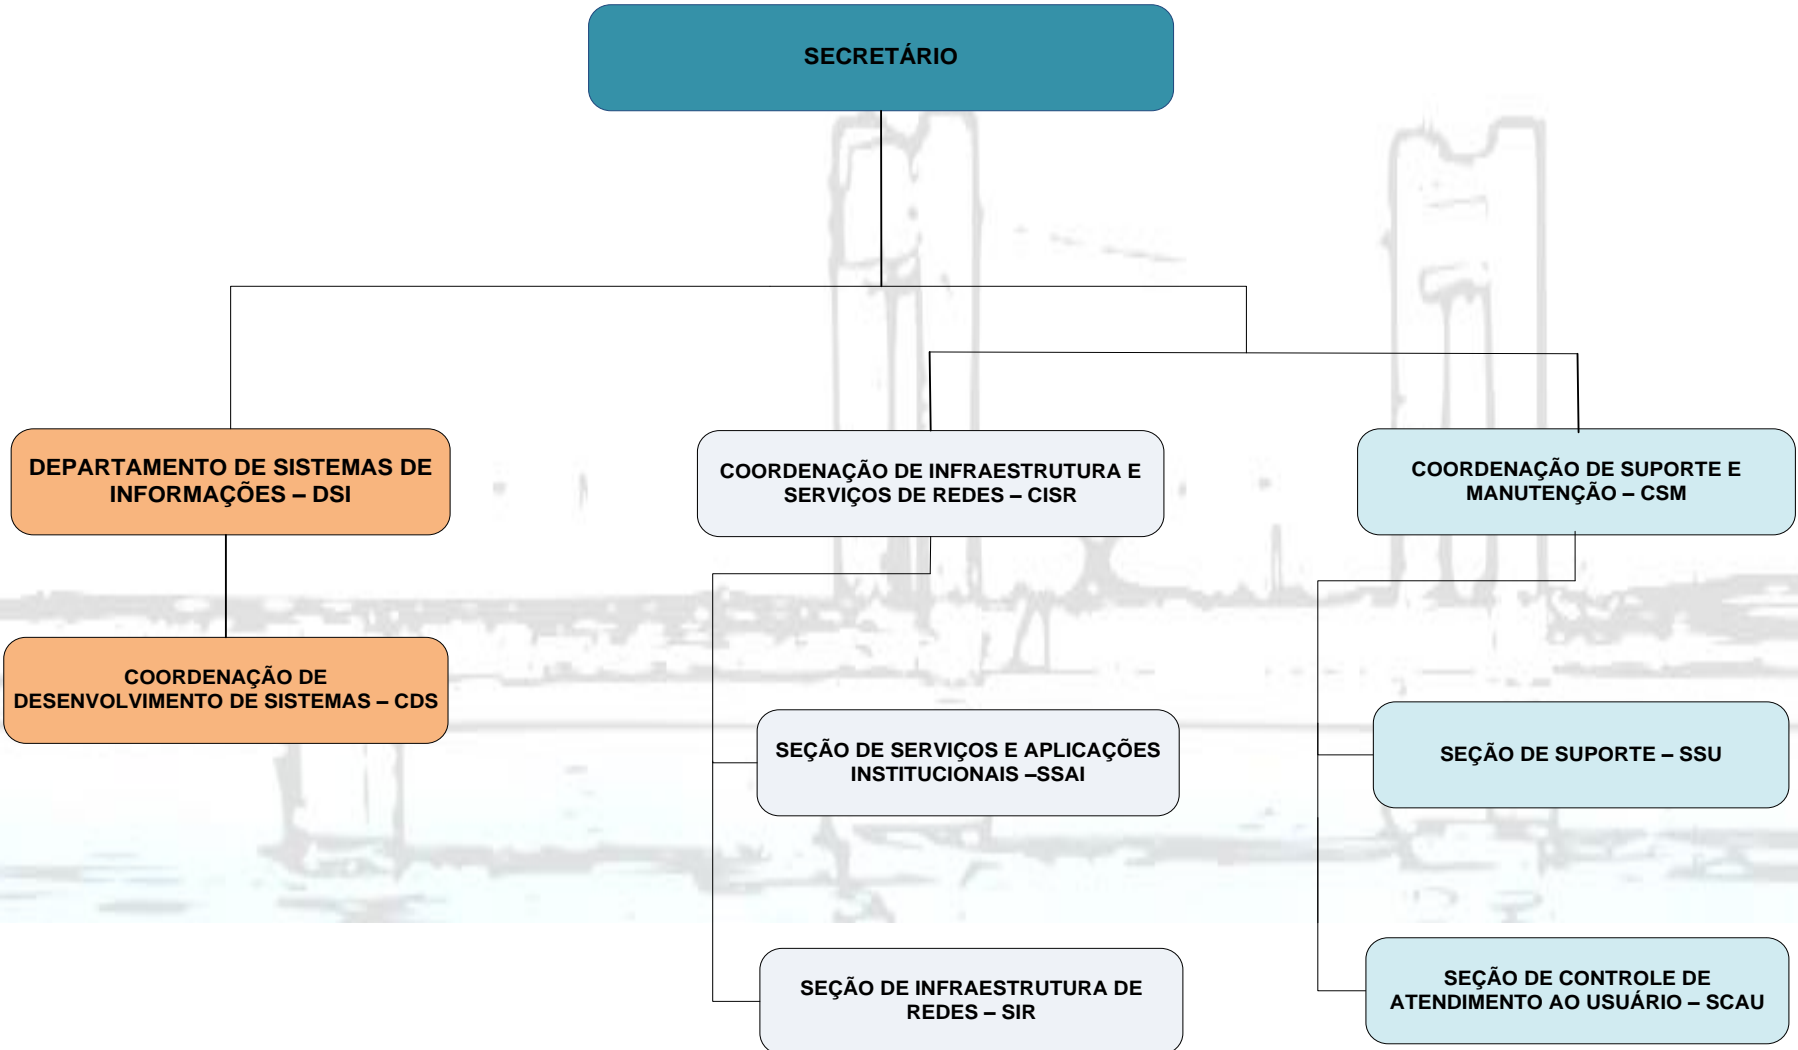 SECRETÁRIO
DEPARTAMENTO DE SISTEMAS DE
INFORMAÇÕES – DSI
COORDENAÇÃO DE INFRAESTRUTURA E
SERVIÇOS DE REDES – CISR
COORDENAÇÃO DE SUPORTE E
MANUTENÇÃO – CSM
COORDENAÇÃO DE
DESENVOLVIMENTO DE SISTEMAS – CDS
SEÇÃO DE SERVIÇOS E APLICAÇÕES
INSTITUCIONAIS –SSAI
SEÇÃO DE SUPORTE – SSU
SEÇÃO DE INFRAESTRUTURA DE
REDES – SIR
SEÇÃO DE CONTROLE DE
ATENDIMENTO AO USUÁRIO – SCAU